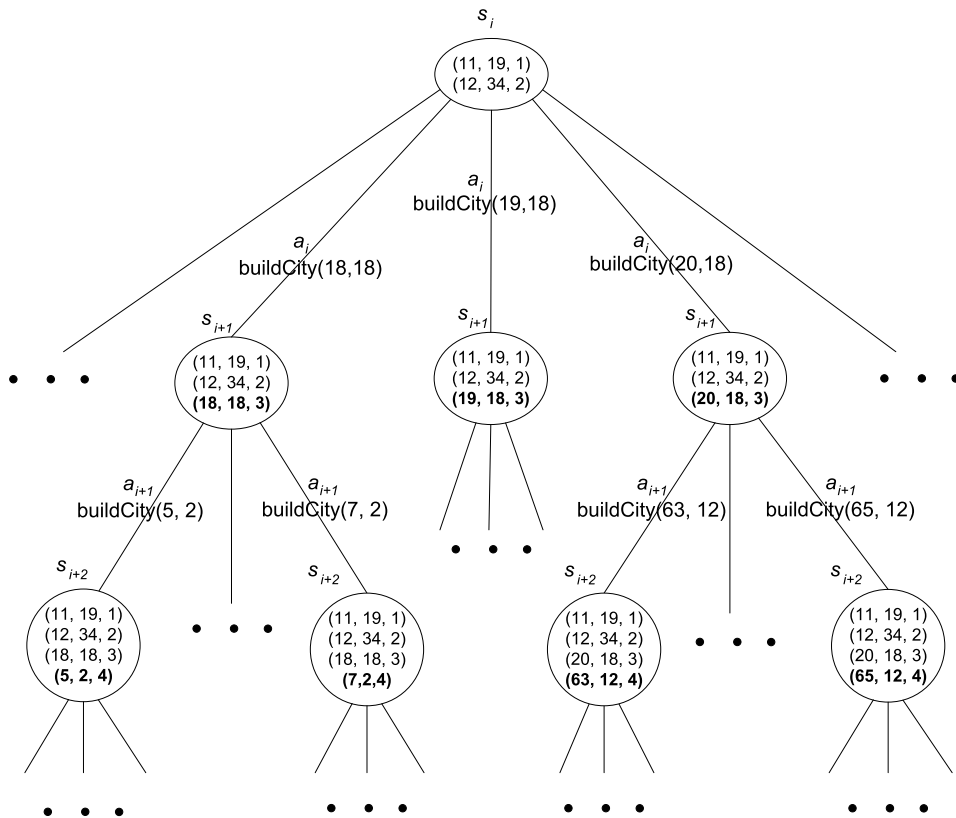 s_i
(11, 19, 1)
(12, 34, 2)
a_i
buildCity(19,18)
a_i
buildCity(18,18)
a_i
buildCity(20,18)
s_{i+1}
(11, 19, 1)
(12, 34, 2)
(18, 18, 3)
s_{i+1}
(11, 19, 1)
(12, 34, 2)
(19, 18, 3)
s_{i+1}
(11, 19, 1)
(12, 34, 2)
(20, 18, 3)
a_{i+1}
buildCity(5, 2)
a_{i+1}
buildCity(7, 2)
a_{i+1}
buildCity(63, 12)
a_{i+1}
buildCity(65, 12)
s_{i+2}
(11, 19, 1)
(12, 34, 2)
(18, 18, 3)
(5, 2, 4)
s_{i+2}
(11, 19, 1)
(12, 34, 2)
(18, 18, 3)
(7,2,4)
s_{i+2}
(11, 19, 1)
(12, 34, 2)
(20, 18, 3)
(63, 12, 4)
s_{i+2}
(11, 19, 1)
(12, 34, 2)
(20, 18, 3)
(65, 12, 4)